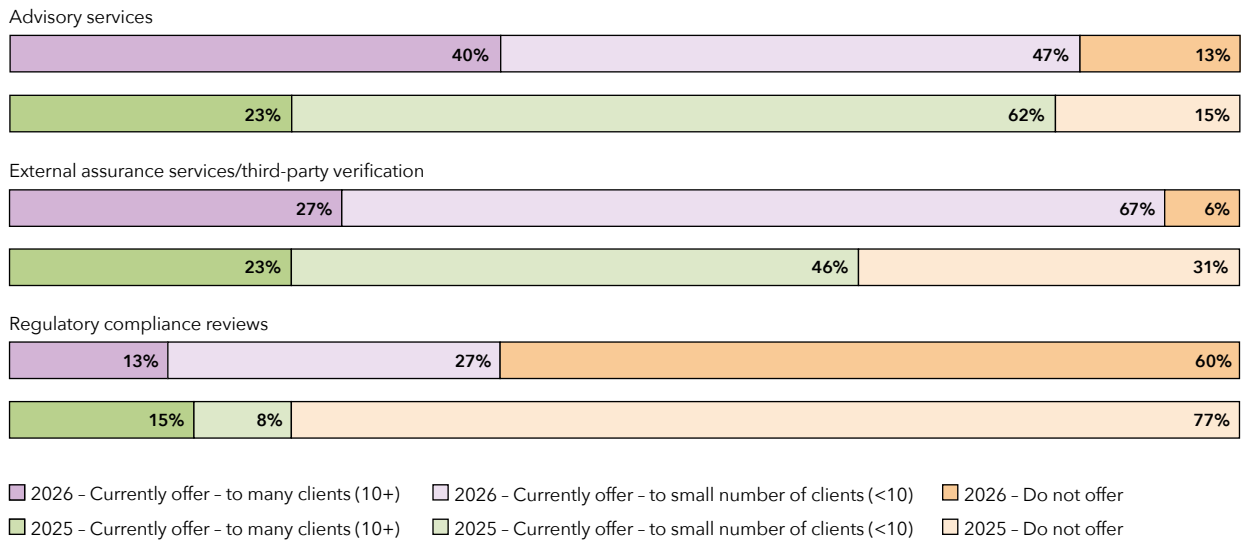 Advisory services
40% 47% 13%
23% 62% 15%
External assurance services/third-party verification
27% 67% 6%
23% 46% 31%
Regulatory compliance reviews
13% 27% 60%
15% 8% 77%
2026 – Currently offer – to many clients (10+) 2026 – Currently offer – to small number of clients (<10) 2026 – Do not offer
2025 – Currently offer – to many clients (10+) 2025 – Currently offer – to small number of clients (<10) 2025 – Do not offer